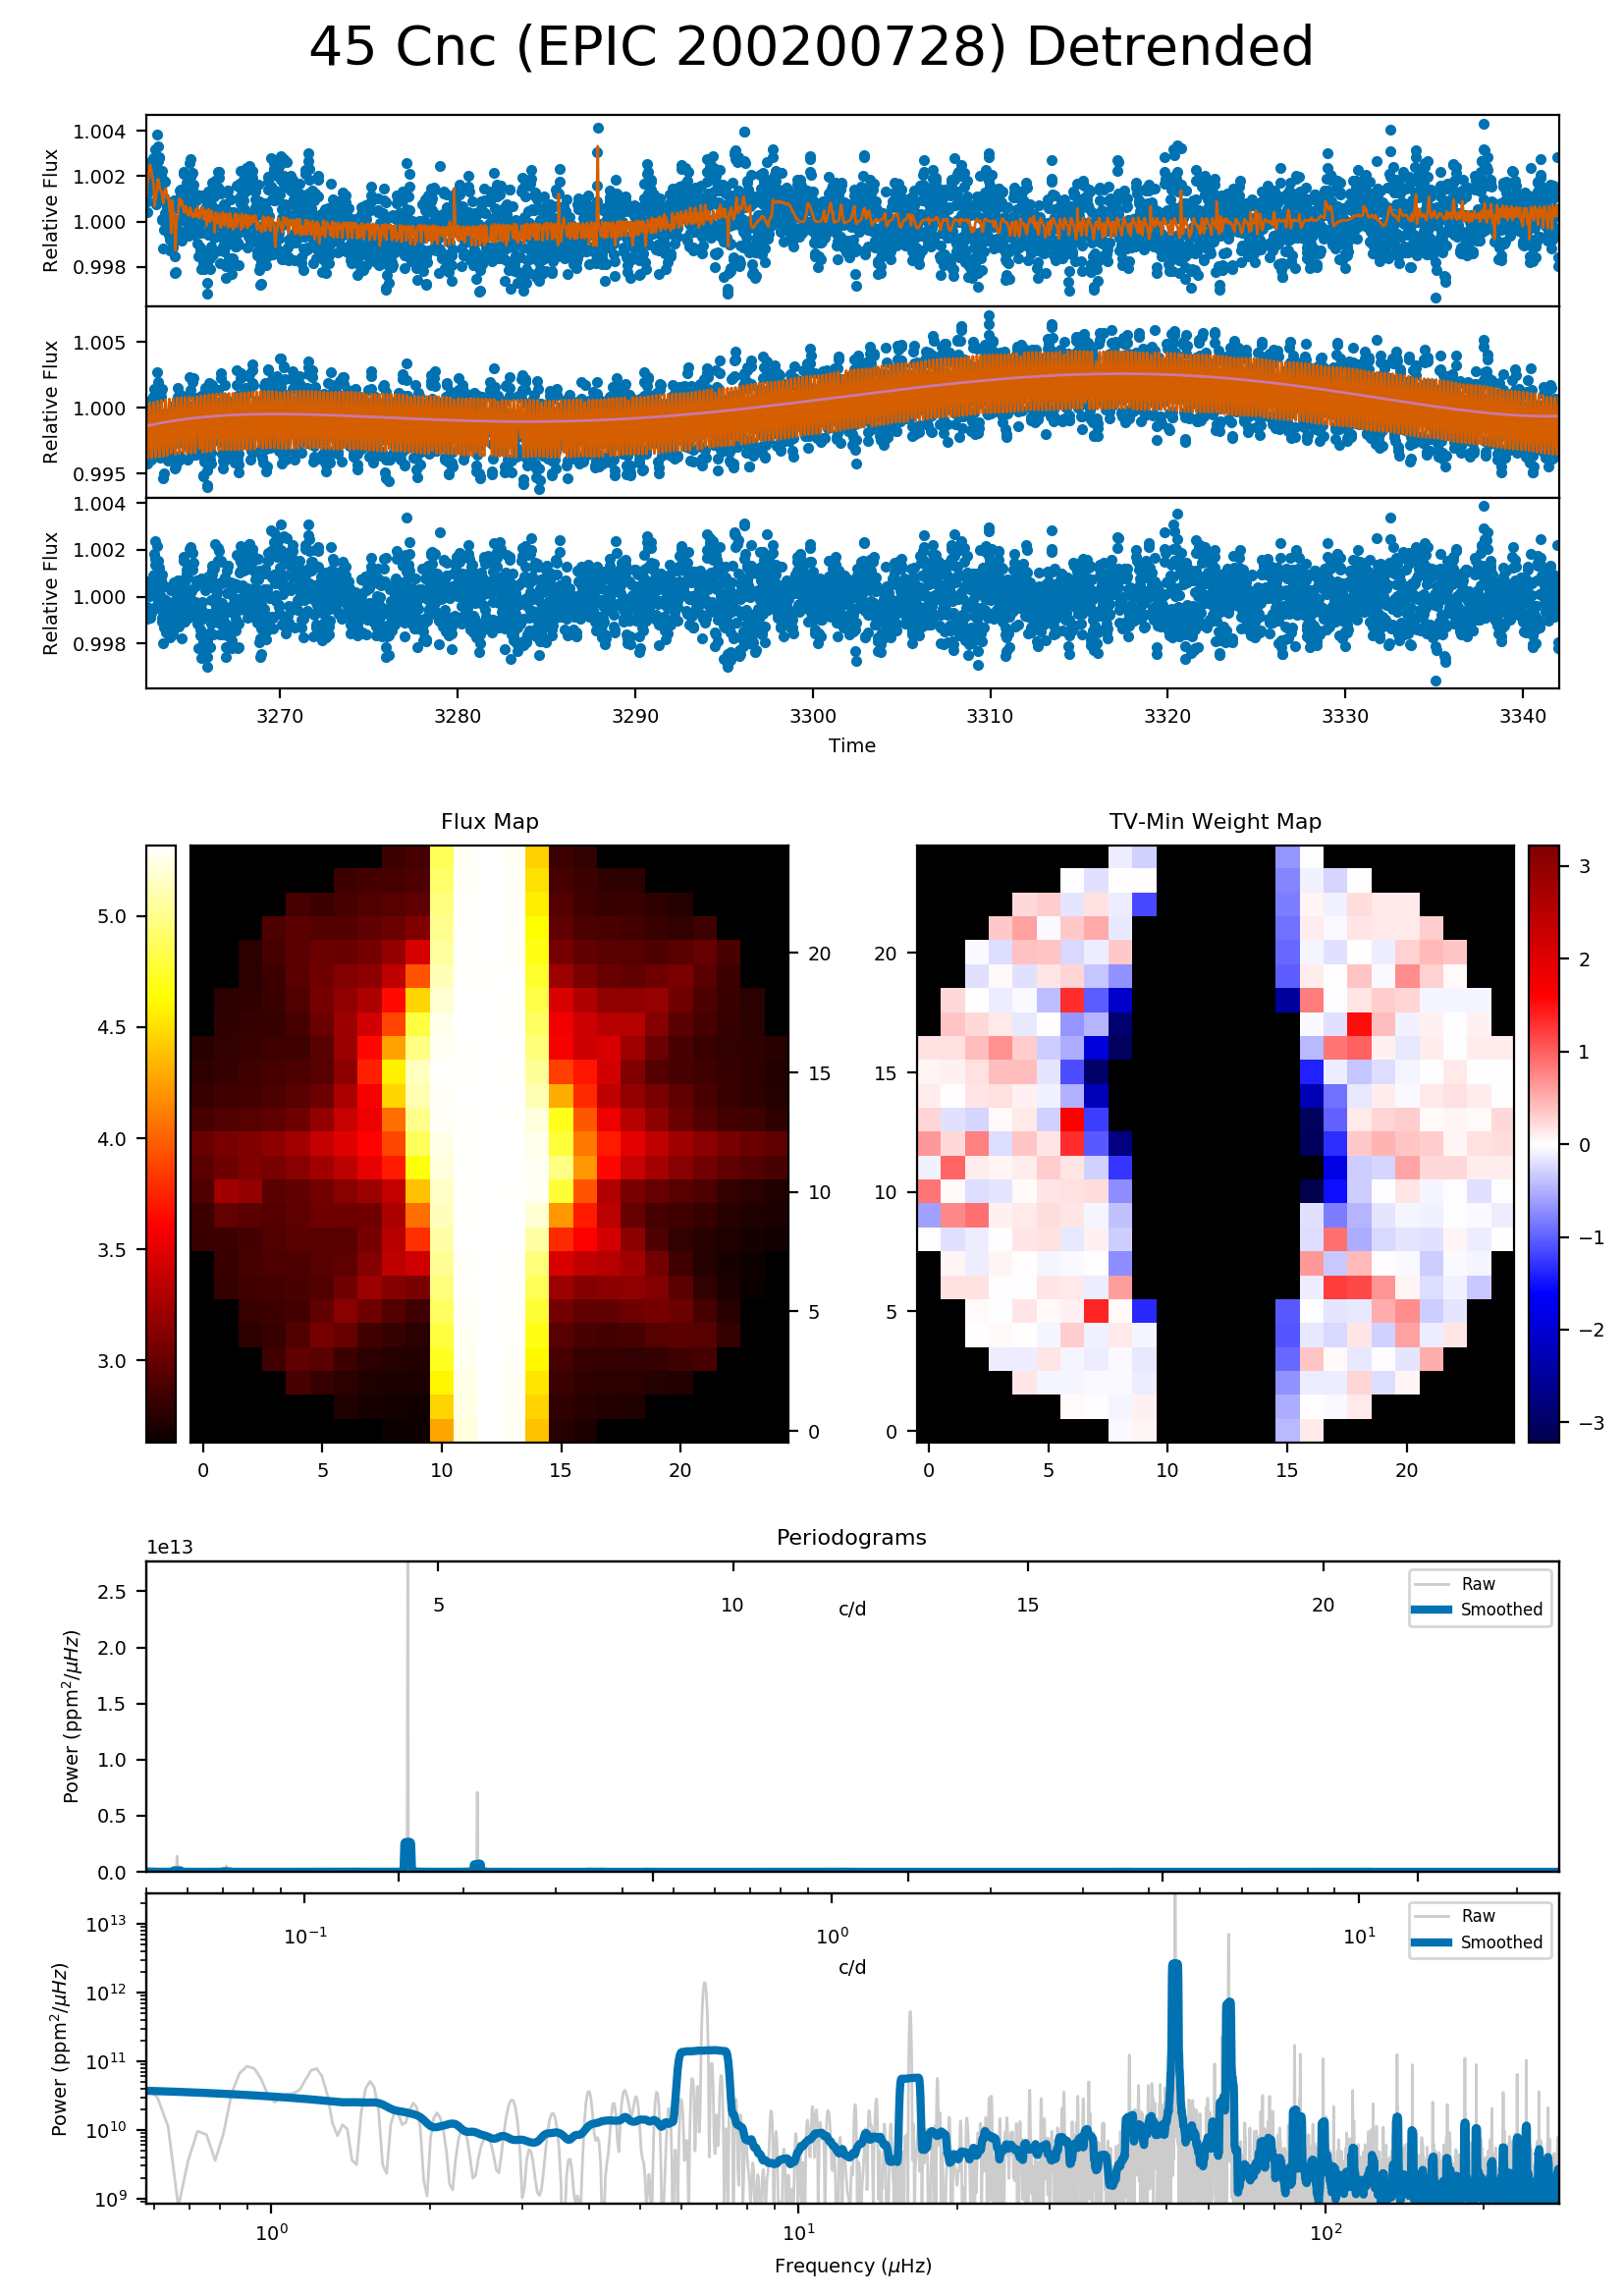 45 Cnc (EPIC 200200728) Detrended
1.004
1.002
1.000
0.998
Relative Flux
1.005
1.000
0.995
Relative Flux
1.004
1.002
1.000
0.998
Relative Flux
3270 3280 3290 3300 3310 3320 3330 3340
Time
Flux Map
5.0
4.5
4.0
3.5
3.0
20
15
10
5
0
0 5 10 15 20
TV-Min Weight Map
20
15
10
5
0
0 5 10 15 20
3
2
1
0
−1
−2
−3
Periodograms
1e13
2.5
2.0
1.5
1.0
0.5
0.0
Power (ppm²/μHz)
5 10 15 20
c/d
Raw
Smoothed
10¹³
10¹²
10¹¹
10¹⁰
10⁹
Power (ppm²/μHz)
10⁻¹ 10⁰ 10¹
c/d
Raw
Smoothed
10⁰ 10¹ 10²
Frequency (μHz)